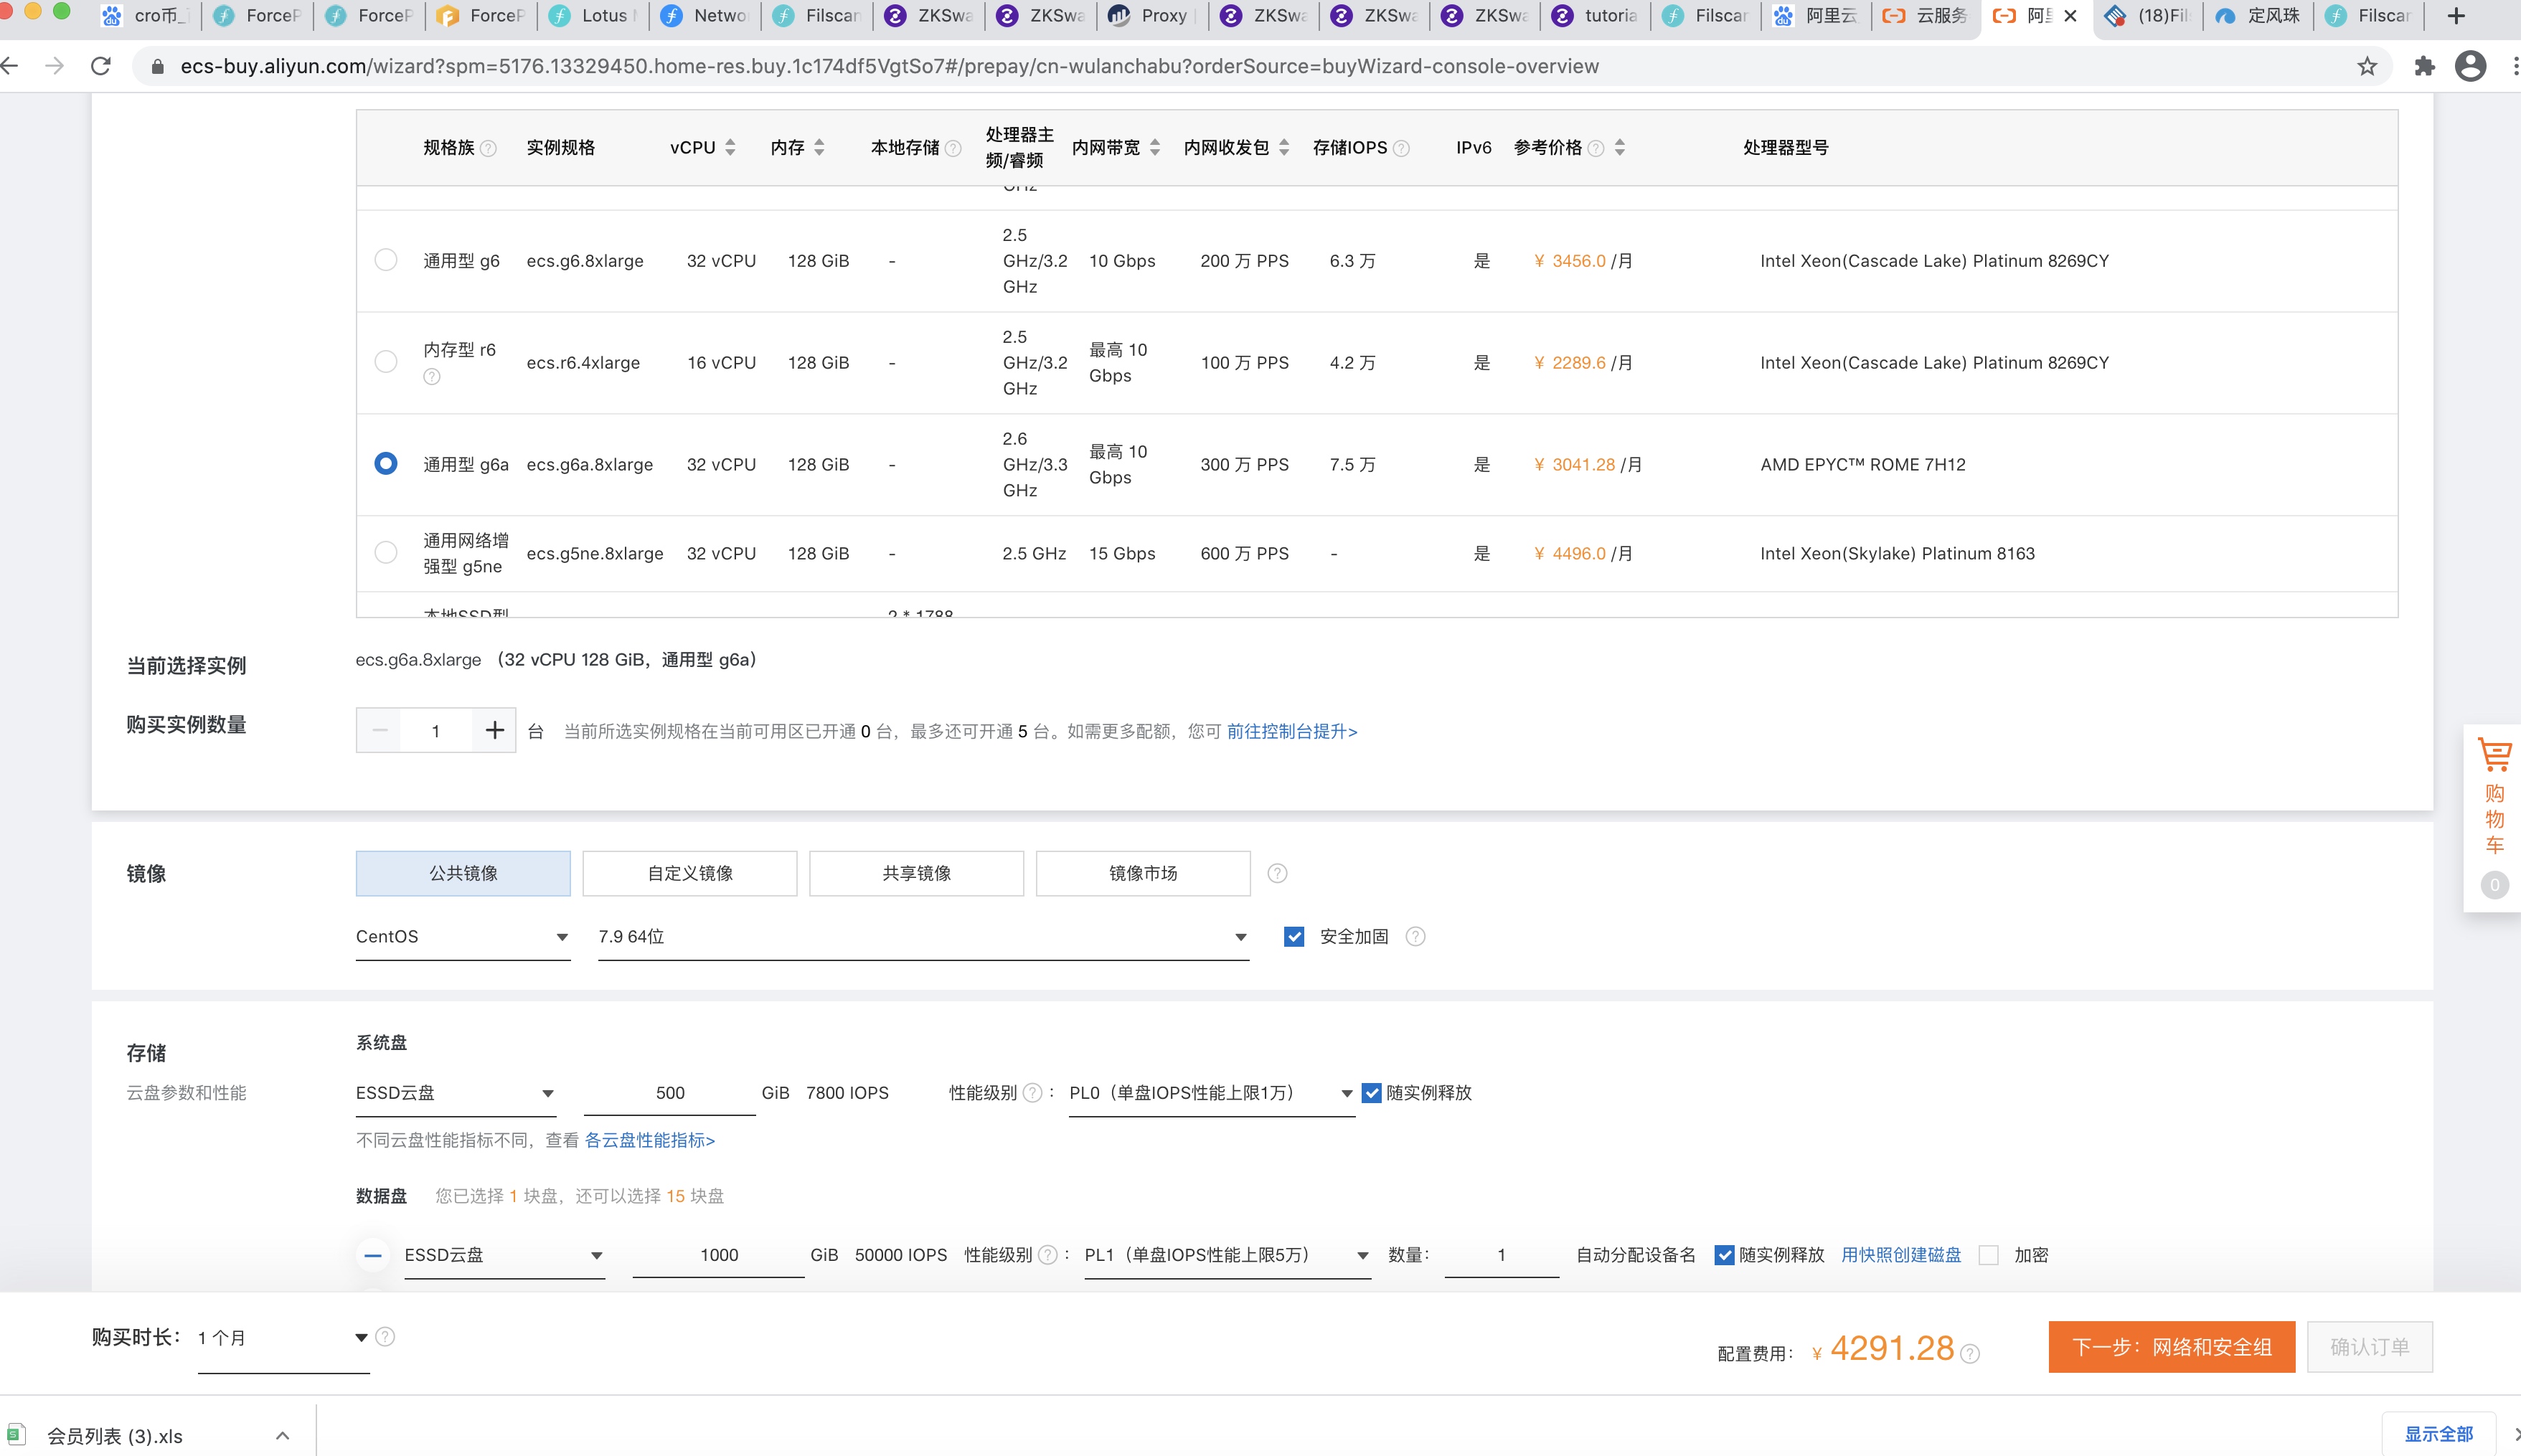 cro币_
ForceP
ForceP
ForceP
Lotus
Netwo
Filscan
ZKSwa
ZKSwa
Proxy
ZKSwa
ZKSwa
ZKSwa
tutoria
Filscan
阿里云
云服务
阿里
(18)Fil
定风珠
Filscan
ecs-buy.aliyun.com/wizard?spm=5176.13329450.home-res.buy.1c174df5VgtSo7#/prepay/cn-wulanchabu?orderSource=buyWizard-console-overview
规格族 实例规格 vCPU 内存 本地存储 处理器主频/睿频 内网带宽 内网收发包 存储IOPS IPv6 参考价格 处理器型号
GHz
通用型 g6 ecs.g6.8xlarge 32 vCPU 128 GiB - 2.5 GHz/3.2 GHz 10 Gbps 200 万 PPS 6.3 万 是 ¥ 3456.0 /月 Intel Xeon(Cascade Lake) Platinum 8269CY
内存型 r6 ecs.r6.4xlarge 16 vCPU 128 GiB - 2.5 GHz/3.2 GHz 最高 10 Gbps 100 万 PPS 4.2 万 是 ¥ 2289.6 /月 Intel Xeon(Cascade Lake) Platinum 8269CY
通用型 g6a ecs.g6a.8xlarge 32 vCPU 128 GiB - 2.6 GHz/3.3 GHz 最高 10 Gbps 300 万 PPS 7.5 万 是 ¥ 3041.28 /月 AMD EPYC™ ROME 7H12
通用网络增强型 g5ne ecs.g5ne.8xlarge 32 vCPU 128 GiB - 2.5 GHz 15 Gbps 600 万 PPS - 是 ¥ 4496.0 /月 Intel Xeon(Skylake) Platinum 8163
本地SSD型 2 * 1788
当前选择实例 ecs.g6a.8xlarge （32 vCPU 128 GiB，通用型 g6a）
购买实例数量 1 台 当前所选实例规格在当前可用区已开通 0 台，最多还可开通 5 台。如需更多配额，您可 前往控制台提升>
购物车
0
镜像 公共镜像 自定义镜像 共享镜像 镜像市场
CentOS 7.9 64位 安全加固
存储 系统盘
云盘参数和性能 ESSD云盘 500 GiB 7800 IOPS 性能级别 ： PL0（单盘IOPS性能上限1万） 随实例释放
不同云盘性能指标不同，查看 各云盘性能指标>
数据盘 您已选择 1 块盘，还可以选择 15 块盘
ESSD云盘 1000 GiB 50000 IOPS 性能级别 ： PL1（单盘IOPS性能上限5万） 数量： 1 自动分配设备名 随实例释放 用快照创建磁盘 加密
购买时长： 1 个月 配置费用： ¥ 4291.28 下一步：网络和安全组 确认订单
会员列表 (3).xls 显示全部